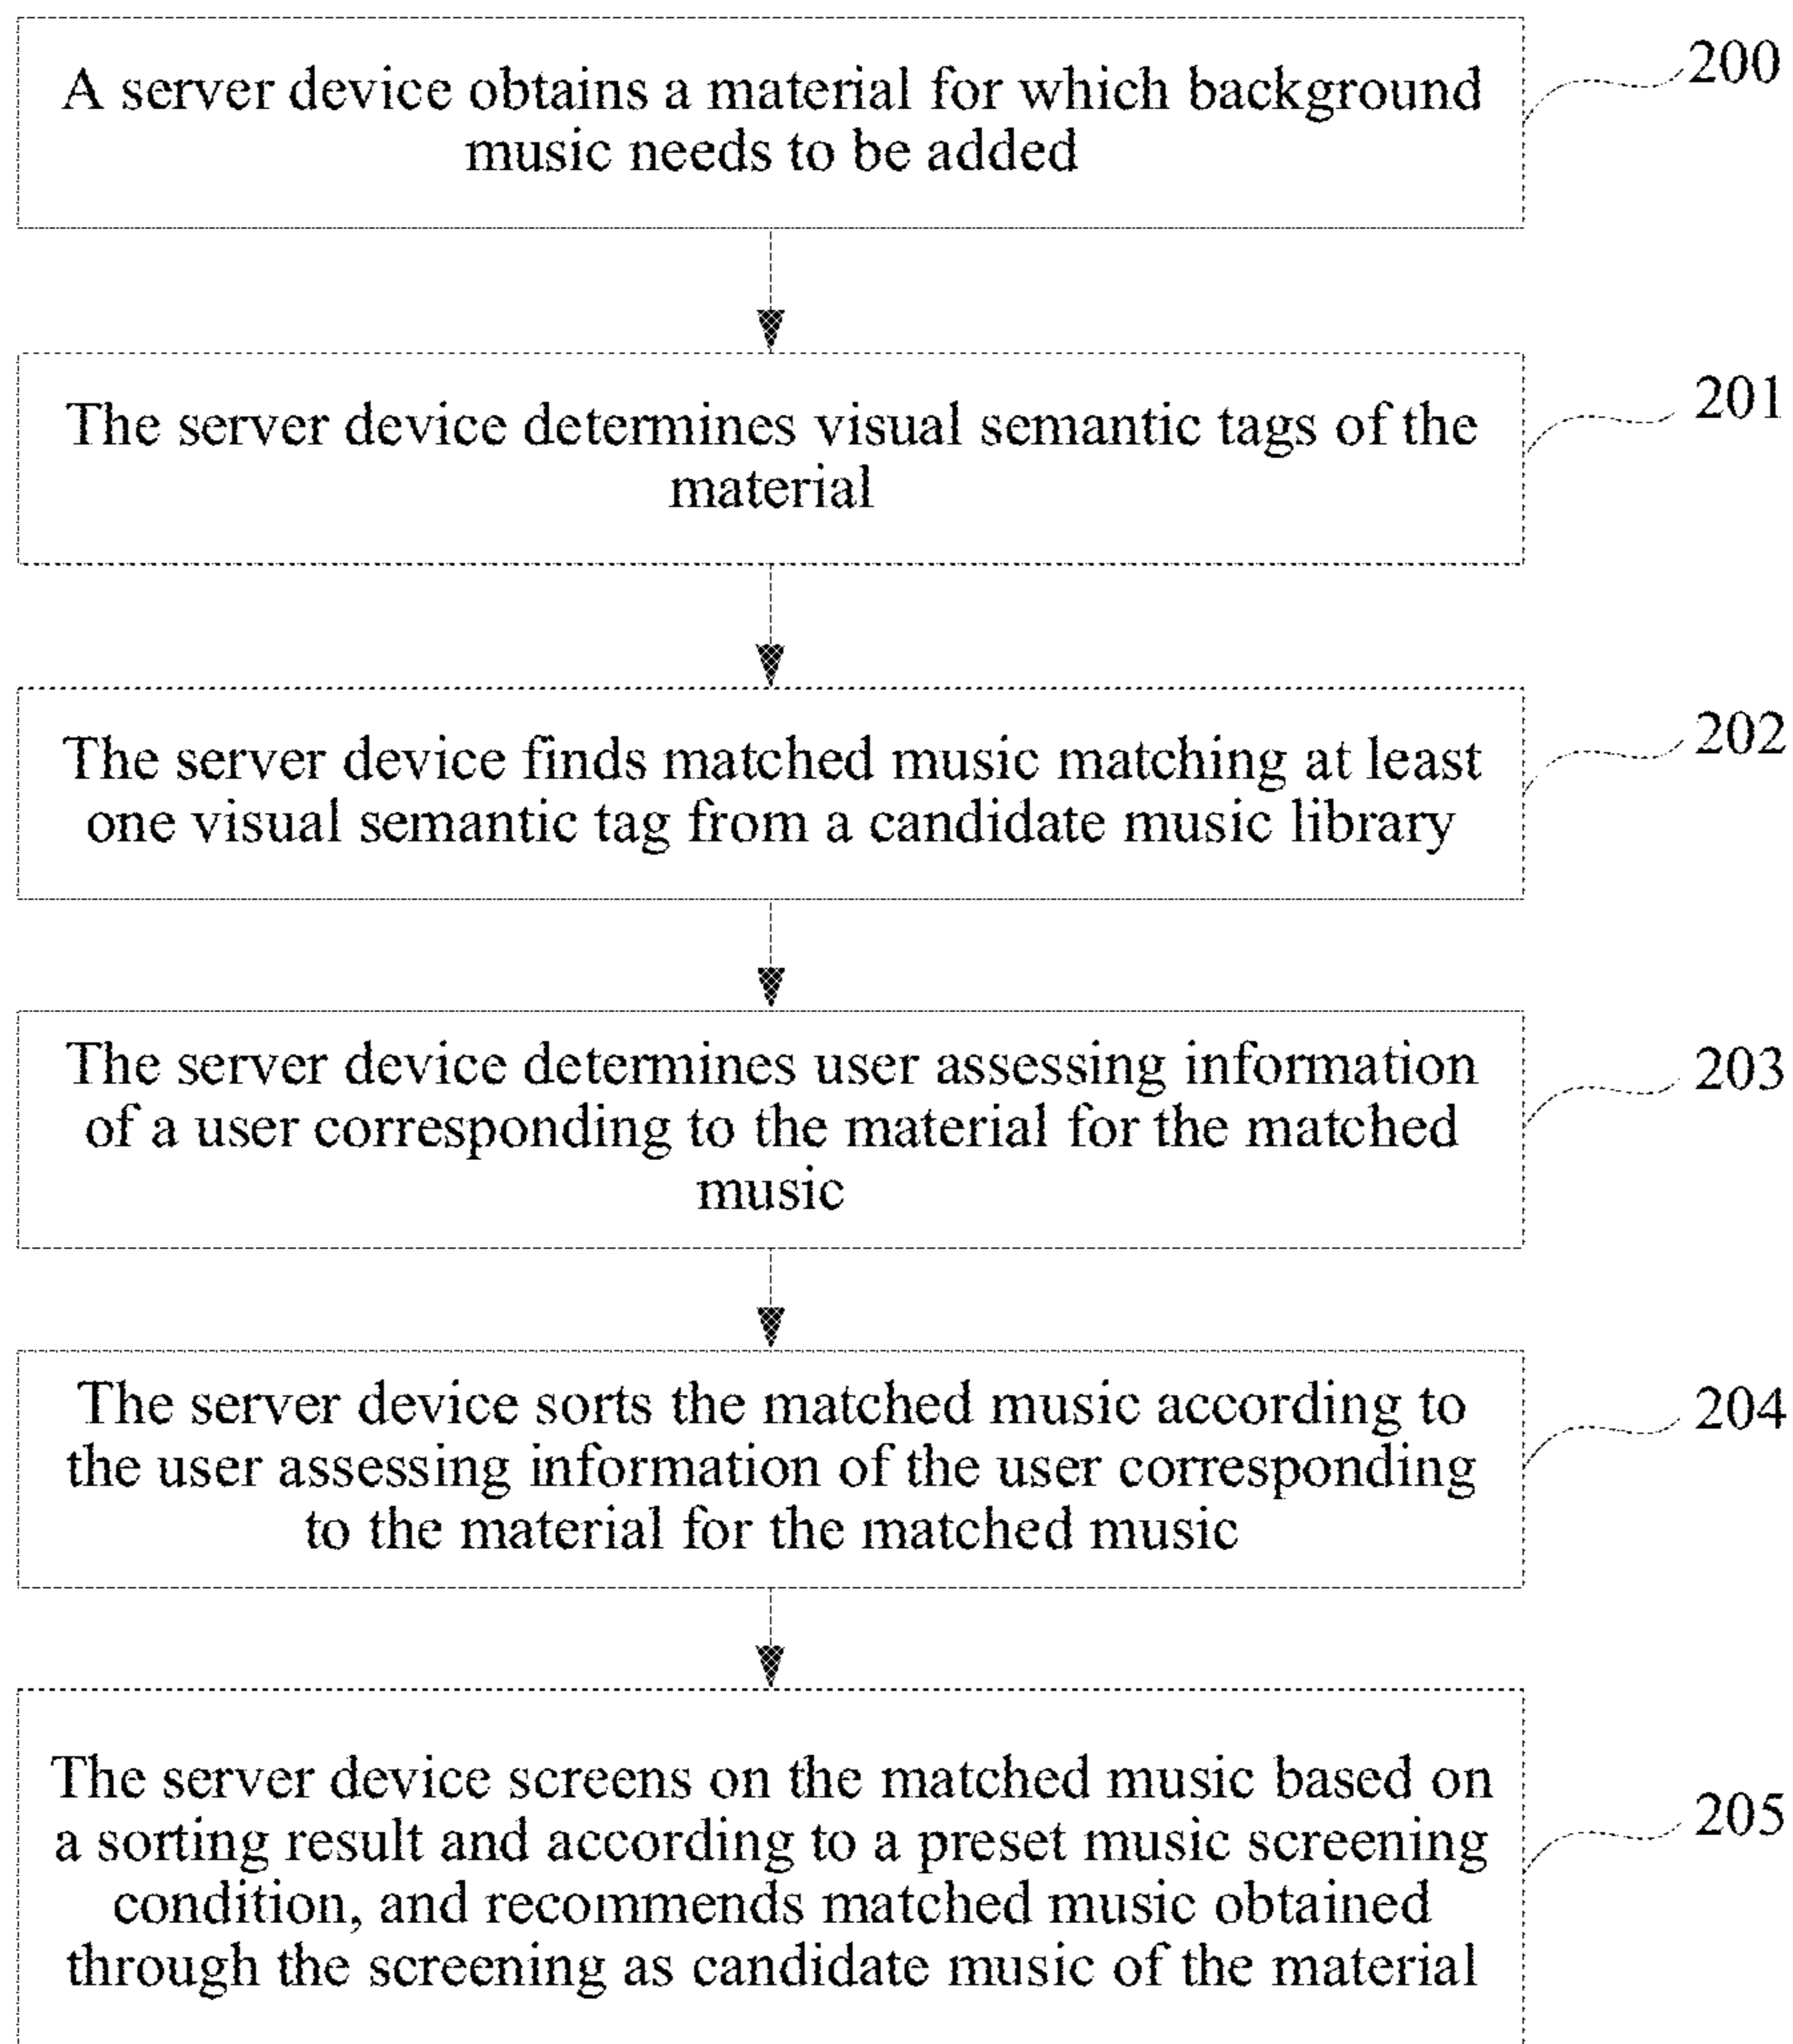 A server device obtains a material for which background
music needs to be added
200
The server device determines visual semantic tags of the
material
201
The server device finds matched music matching at least
one visual semantic tag from a candidate music library
202
The server device determines user assessing information
of a user corresponding to the material for the matched
music
203
The server device sorts the matched music according to
the user assessing information of the user corresponding
to the material for the matched music
204
The server device screens on the matched music based on
a sorting result and according to a preset music screening
condition, and recommends matched music obtained
through the screening as candidate music of the material
205